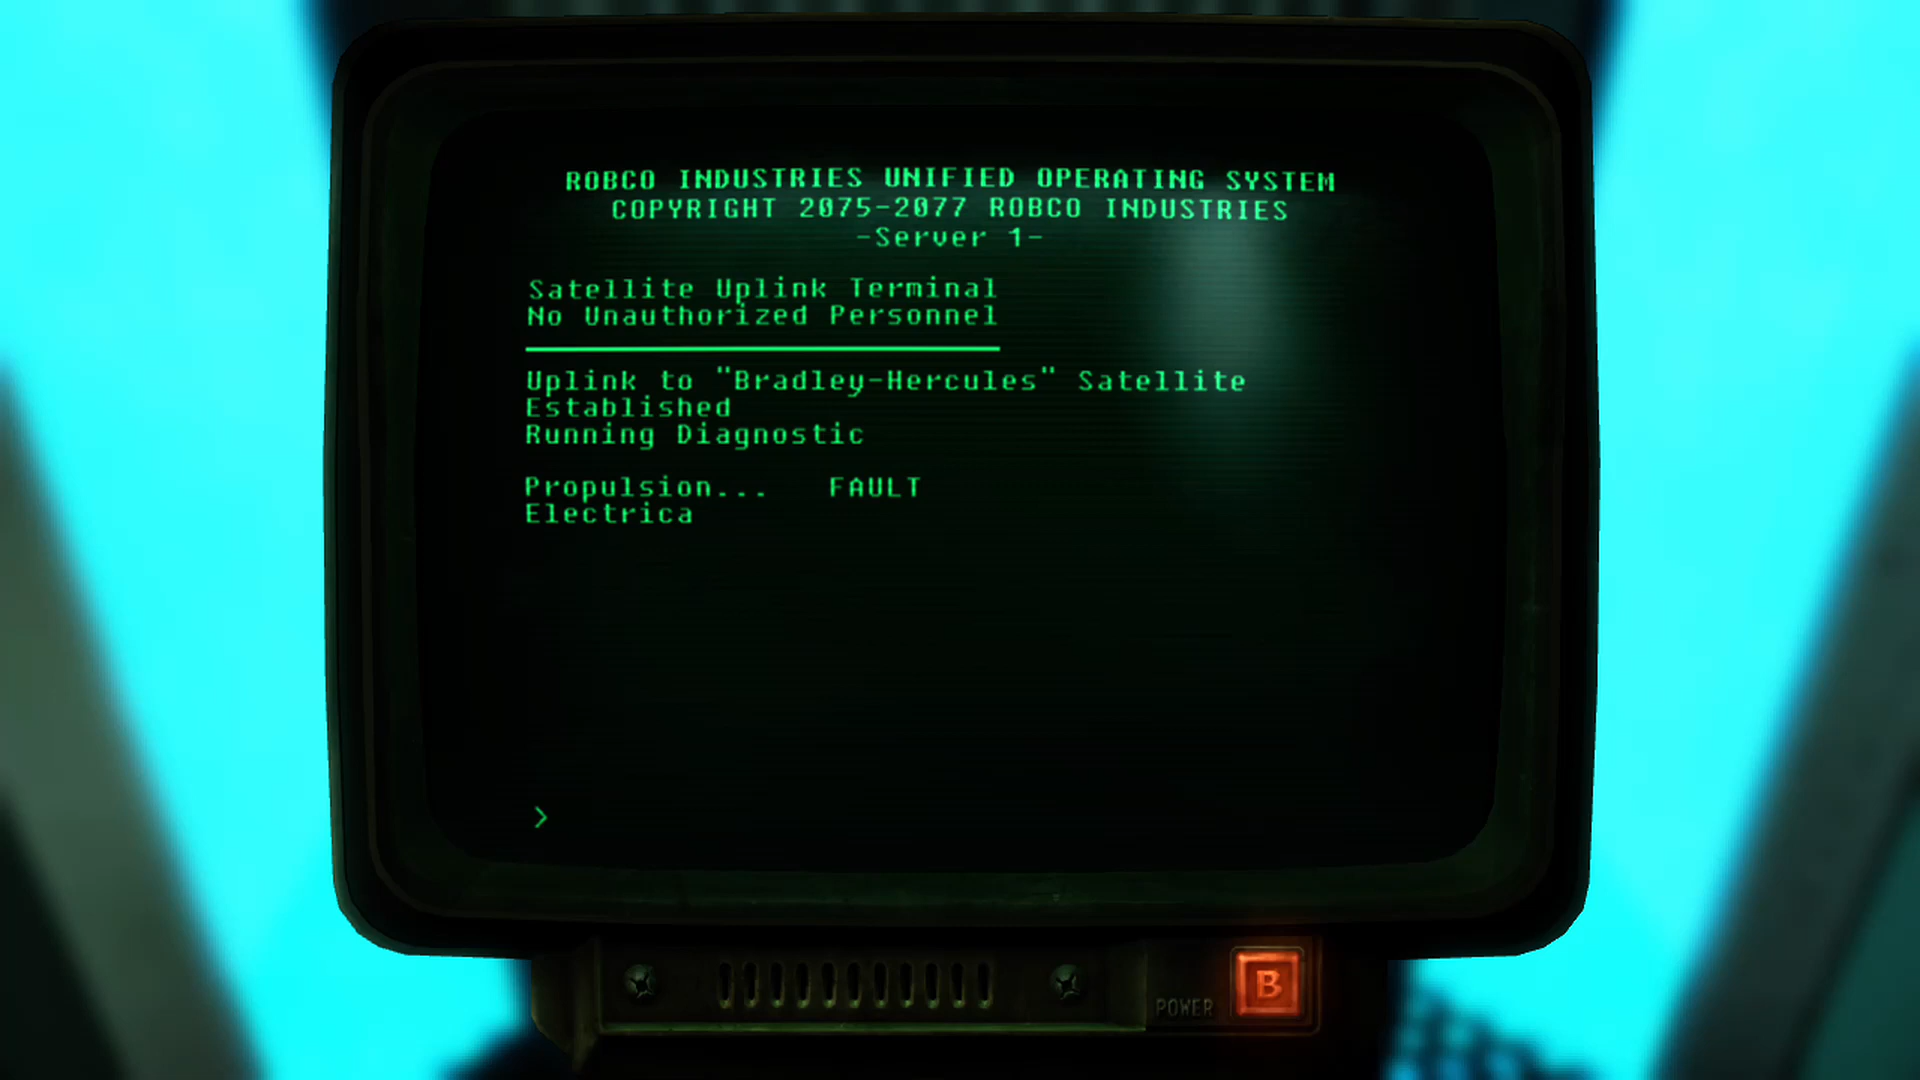 ROBCO INDUSTRIES UNIFIED OPERATING SYSTEM
COPYRIGHT 2075-2077 ROBCO INDUSTRIES
-Server 1-
Satellite Uplink Terminal
No Unauthorized Personnel
Uplink to "Bradley-Hercules" Satellite
Established
Running Diagnostic
Propulsion... FAULT
Electrica
>
POWER B